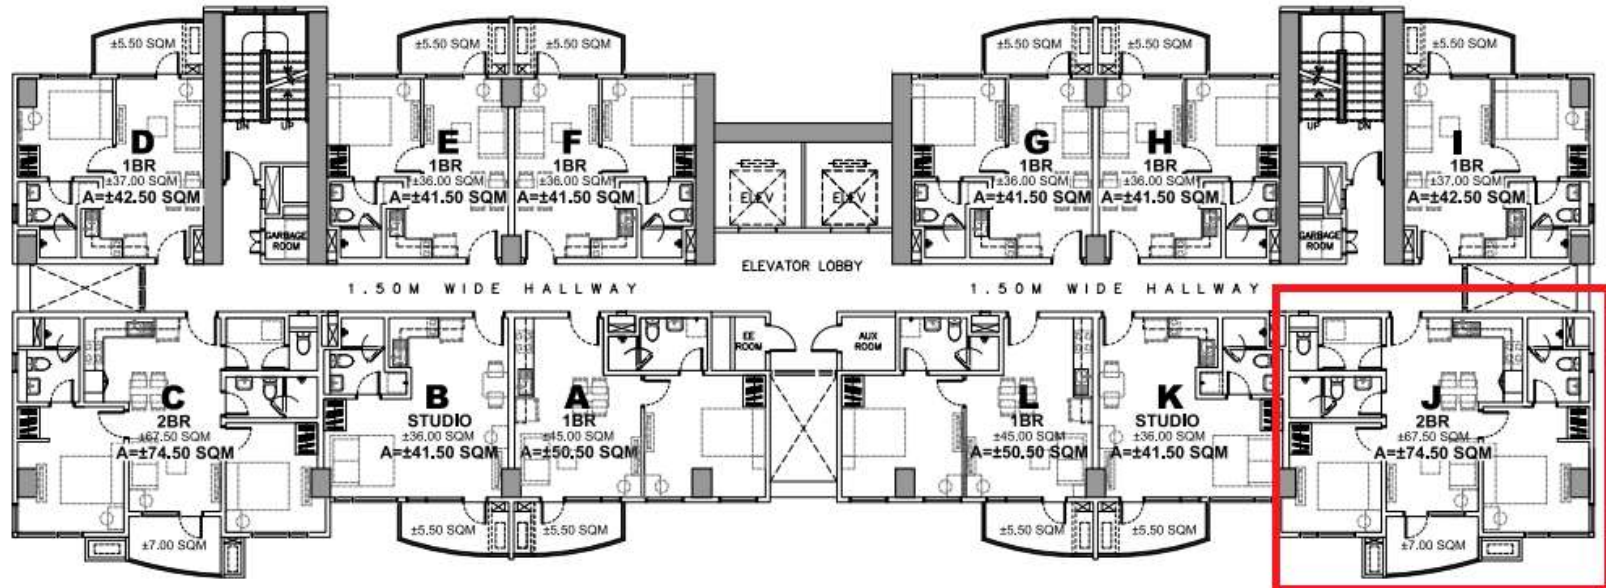 ±5.50 SQM
±5.50 SQM
±5.50 SQM
±5.50 SQM
±5.50 SQM
±5.50 SQM
DN
UP
UP
DN
D
1BR
±37.00 SQM
A=±42.50 SQM
E
1BR
±36.00 SQM
A=±41.50 SQM
F
1BR
±36.00 SQM
A=±41.50 SQM
ELEV
ELEV
G
1BR
±36.00 SQM
A=±41.50 SQM
H
1BR
±36.00 SQM
A=±41.50 SQM
I
1BR
±37.00 SQM
A=±42.50 SQM
GARBAGE
ROOM
GARBAGE
ROOM
ELEVATOR LOBBY
1.50M WIDE HALLWAY
1.50M WIDE HALLWAY
EE
ROOM
AUX
ROOM
C
2BR
±67.50 SQM
A=±74.50 SQM
B
STUDIO
±36.00 SQM
A=±41.50 SQM
A
1BR
±45.00 SQM
A=±50.50 SQM
L
1BR
±45.00 SQM
A=±50.50 SQM
K
STUDIO
±36.00 SQM
A=±41.50 SQM
J
2BR
±67.50 SQM
A=±74.50 SQM
±7.00 SQM
±5.50 SQM
±5.50 SQM
±5.50 SQM
±5.50 SQM
±7.00 SQM